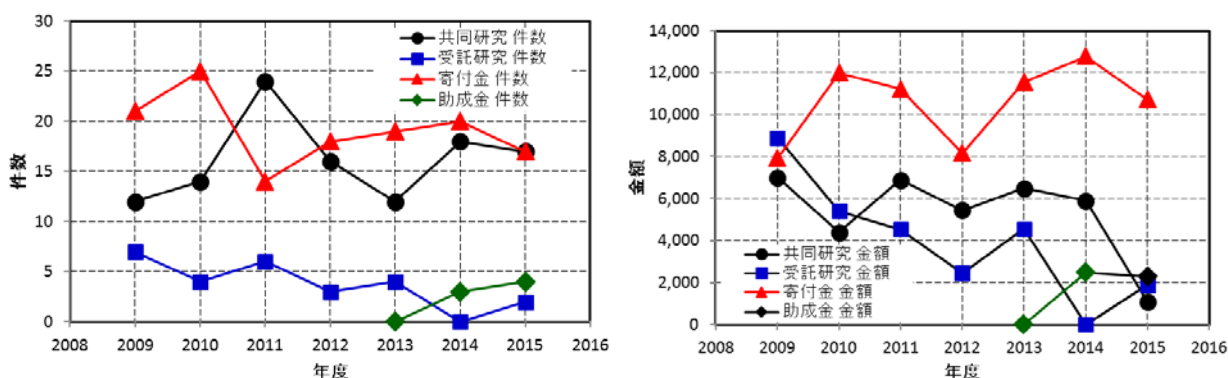 30
25
20
15
10
5
0
件数
共同研究 件数
受託研究 件数
寄付金 件数
助成金 件数
2008 2009 2010 2011 2012 2013 2014 2015 2016
年度
14,000
12,000
10,000
8,000
6,000
4,000
2,000
0
金額
共同研究 金額
受託研究 金額
寄付金 金額
助成金 金額
2008 2009 2010 2011 2012 2013 2014 2015 2016
年度